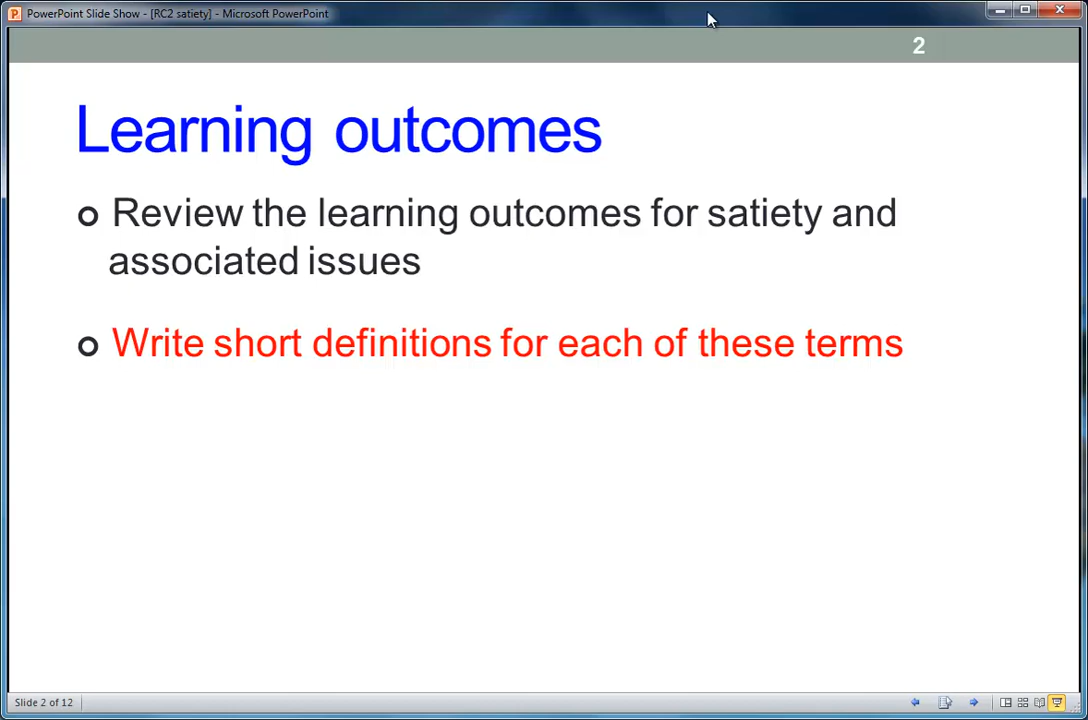 PowerPoint Slide Show - [RC2 satiety] - Microsoft PowerPoint
2
Learning outcomes
Review the learning outcomes for satiety and
associated issues
Write short definitions for each of these terms
Slide 2 of 12